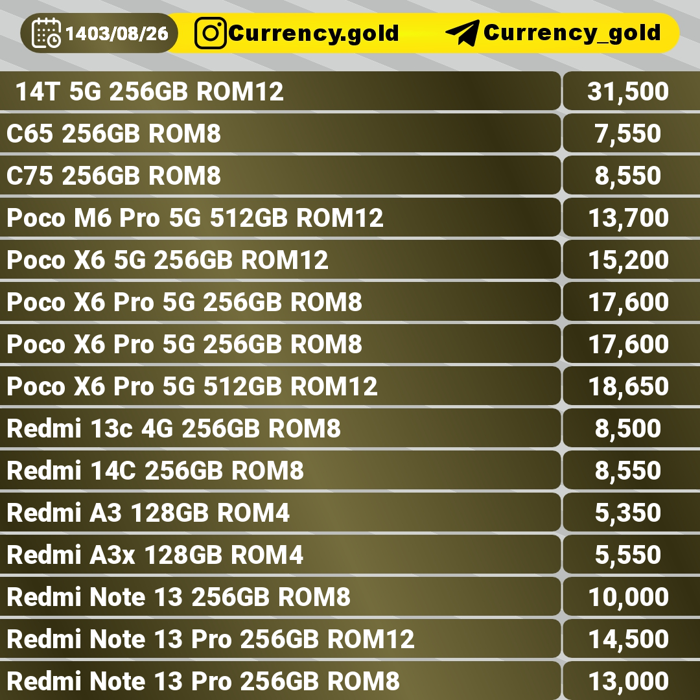 1403/08/26 Currency.gold Currency_gold
14T 5G 256GB ROM12 31,500
C65 256GB ROM8 7,550
C75 256GB ROM8 8,550
Poco M6 Pro 5G 512GB ROM12 13,700
Poco X6 5G 256GB ROM12 15,200
Poco X6 Pro 5G 256GB ROM8 17,600
Poco X6 Pro 5G 256GB ROM8 17,600
Poco X6 Pro 5G 512GB ROM12 18,650
Redmi 13c 4G 256GB ROM8 8,500
Redmi 14C 256GB ROM8 8,550
Redmi A3 128GB ROM4 5,350
Redmi A3x 128GB ROM4 5,550
Redmi Note 13 256GB ROM8 10,000
Redmi Note 13 Pro 256GB ROM12 14,500
Redmi Note 13 Pro 256GB ROM8 13,000